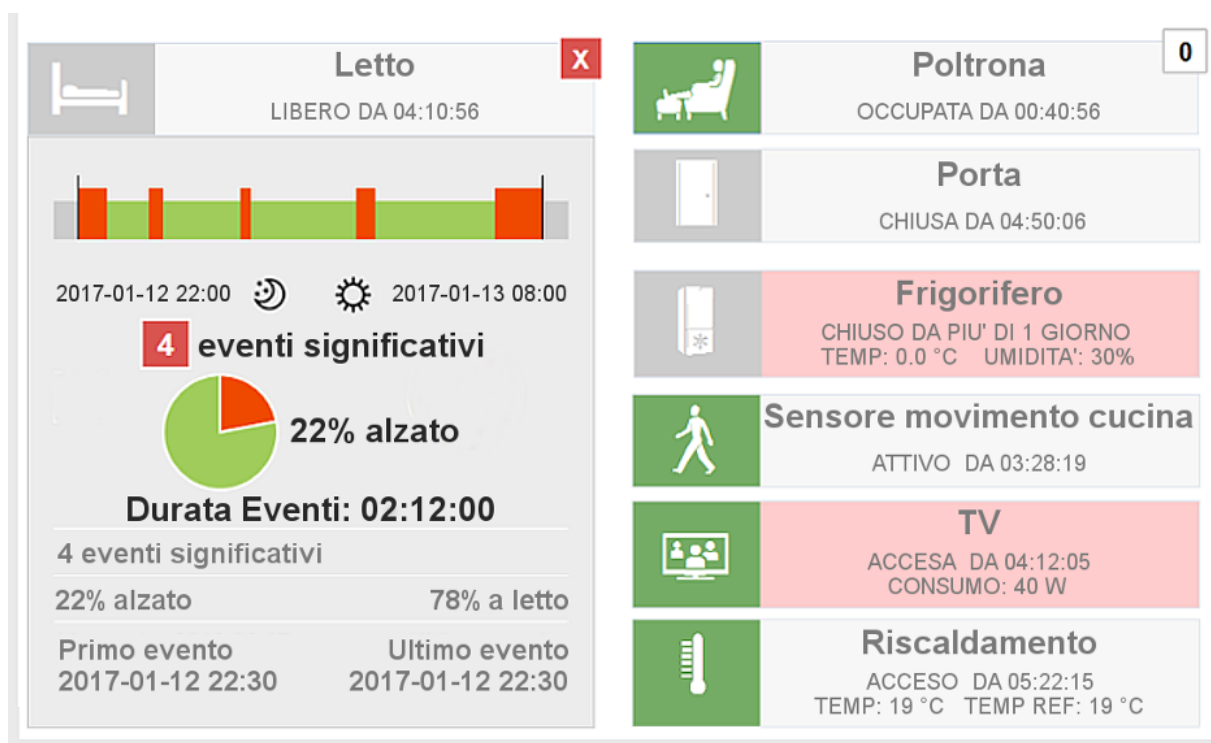 Letto
X
LIBERO DA 04:10:56
2017-01-12 22:00
2017-01-13 08:00
4 eventi significativi
22% alzato
Durata Eventi: 02:12:00
4 eventi significativi
22% alzato
78% a letto
Primo evento
Ultimo evento
2017-01-12 22:30
2017-01-12 22:30
Poltrona
0
OCCUPATA DA 00:40:56
Porta
CHIUSA DA 04:50:06
Frigorifero
CHIUSO DA PIU' DI 1 GIORNO
TEMP: 0.0 °C UMIDITA': 30%
Sensore movimento cucina
ATTIVO DA 03:28:19
TV
ACCESA DA 04:12:05
CONSUMO: 40 W
Riscaldamento
ACCESO DA 05:22:15
TEMP: 19 °C TEMP REF: 19 °C